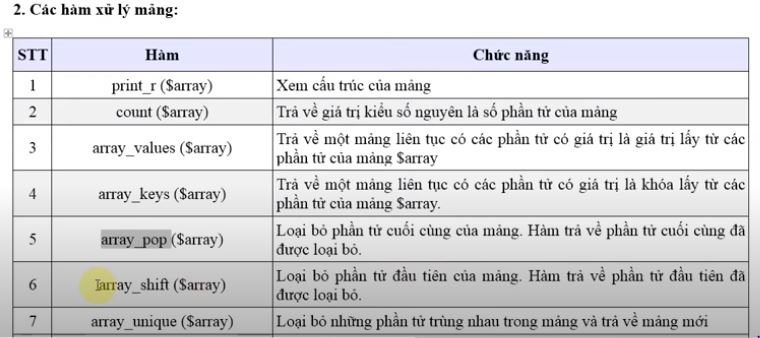 2. Các hàm xử lý mảng:
STT Hàm Chức năng
1 print_r ($array) Xem cấu trúc của mảng
2 count ($array) Trả về giá trị kiểu số nguyên là số phần tử của mảng
3 array_values ($array) Trả về một mảng liên tục có các phần tử có giá trị là giá trị lấy từ các
phần tử của mảng $array
4 array_keys ($array) Trả về một mảng liên tục có các phần tử có giá trị là khóa lấy từ các
phần tử của mảng $array.
5 array_pop ($array) Loại bỏ phần tử cuối cùng của mảng. Hàm trả về phần tử cuối cùng đã
được loại bỏ.
6 array_shift ($array) Loại bỏ phần tử đầu tiên của mảng. Hàm trả về phần tử đầu tiên đã
được loại bỏ.
7 array_unique ($array) Loại bỏ những phần tử trùng nhau trong mảng và trả về mảng mới